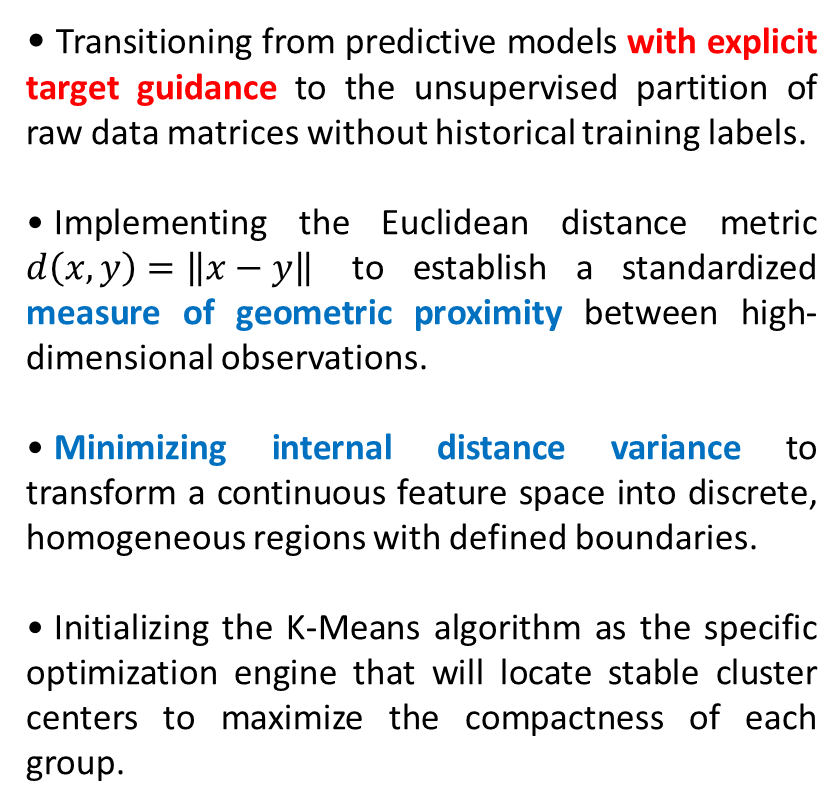 • Transitioning from predictive models with explicit
target guidance to the unsupervised partition of
raw data matrices without historical training labels.
• Implementing the Euclidean distance metric
d(x, y) = ‖x − y‖ to establish a standardized
measure of geometric proximity between high-
dimensional observations.
• Minimizing internal distance variance to
transform a continuous feature space into discrete,
homogeneous regions with defined boundaries.
• Initializing the K-Means algorithm as the specific
optimization engine that will locate stable cluster
centers to maximize the compactness of each
group.